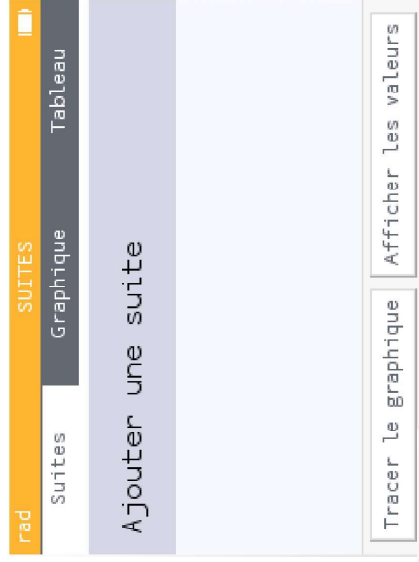 rad SUITES
Suites Graphique Tableau
Ajouter une suite
Tracer le graphique Afficher les valeurs